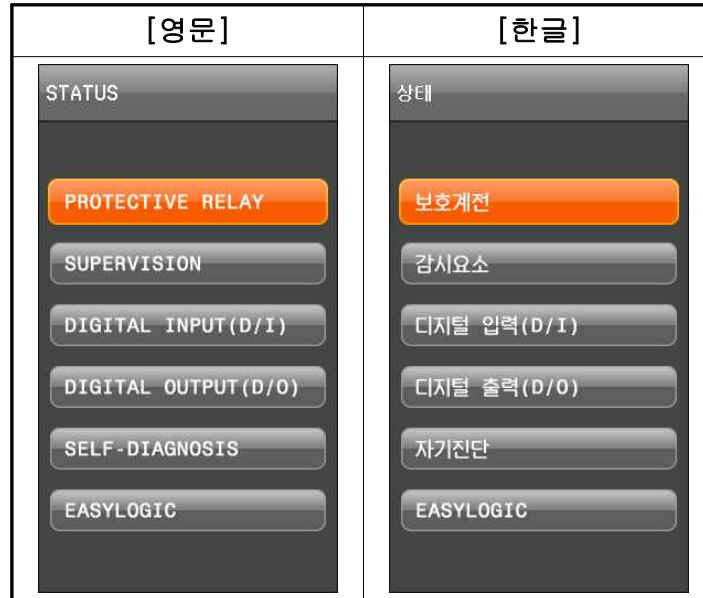 [영문]
[한글]
STATUS
PROTECTIVE RELAY
SUPERVISION
DIGITAL INPUT(D/I)
DIGITAL OUTPUT(D/O)
SELF-DIAGNOSIS
EASYLOGIC
상태
보호계전
감시요소
디지털 입력(D/I)
디지털 출력(D/O)
자기진단
EASYLOGIC